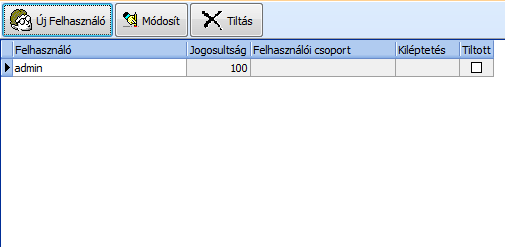 Új Felhasználó Módosít Tiltás
Felhasználó Jogosultság Felhasználói csoport Kiléptetés Tiltott
admin 100